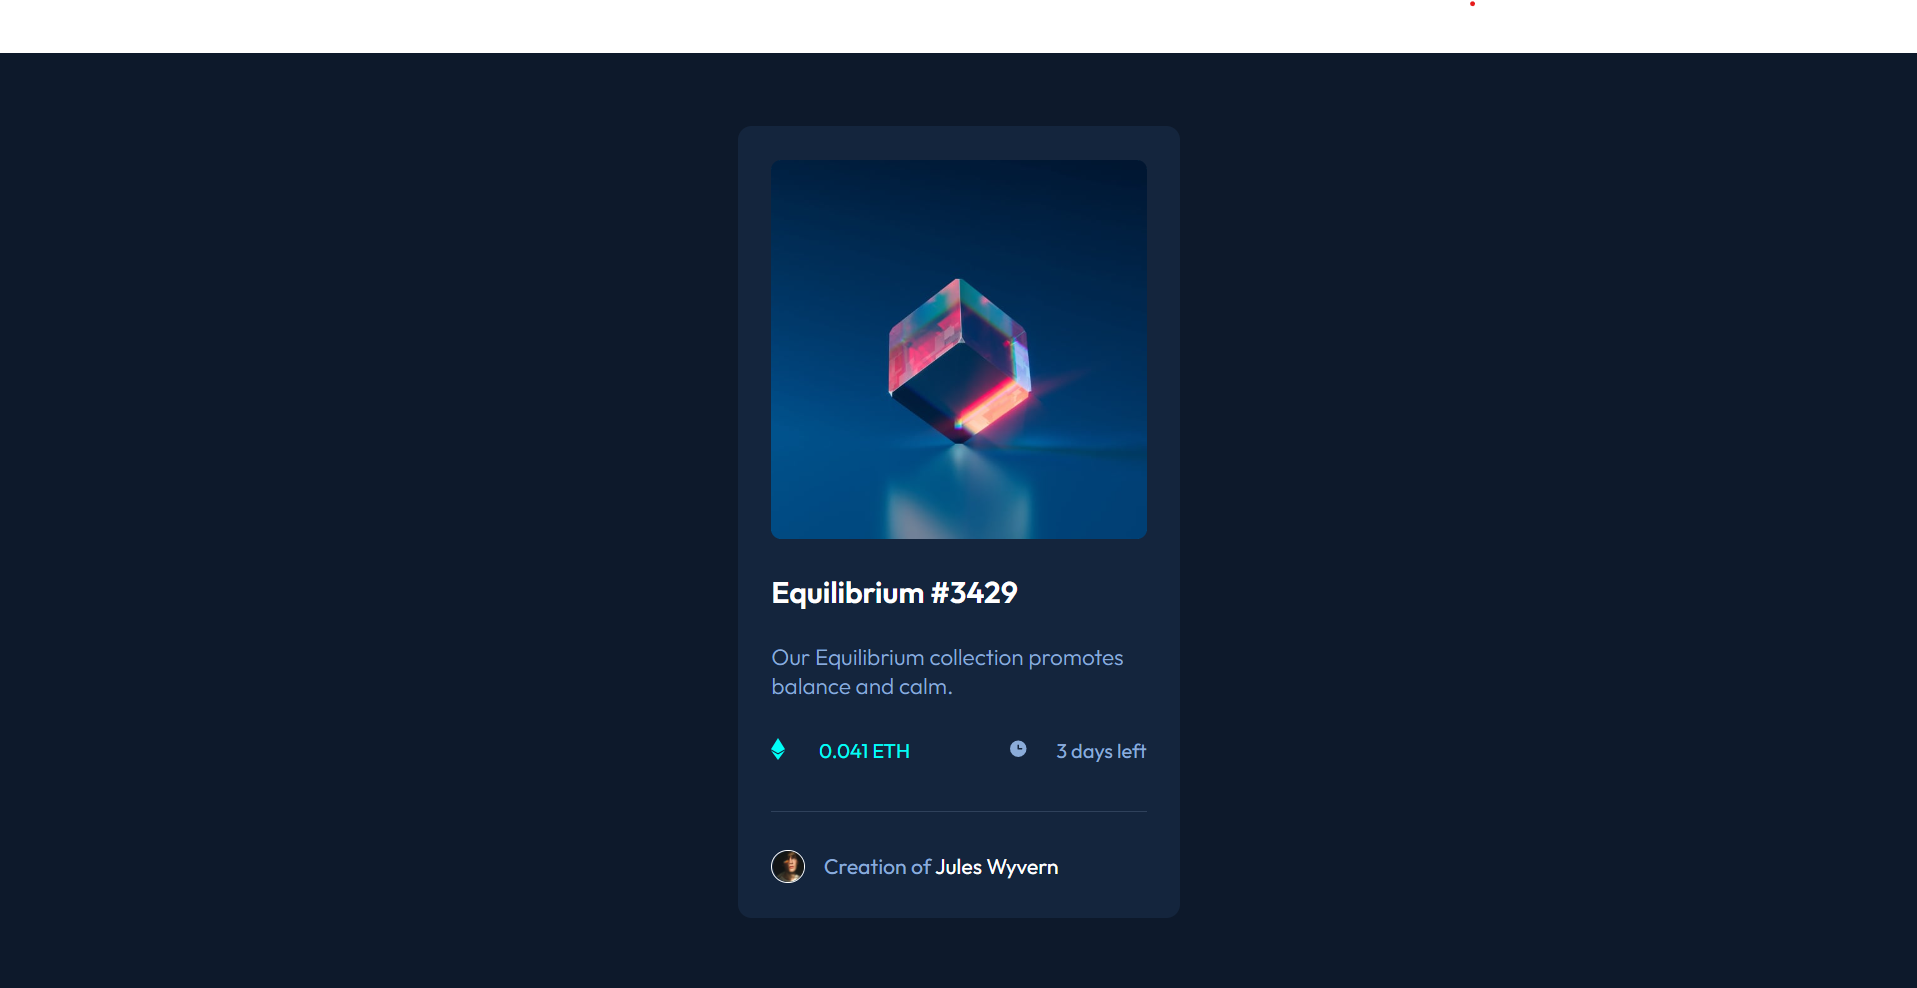 Equilibrium #3429
Our Equilibrium collection promotes
balance and calm.
0.041 ETH 3 days left
Creation of Jules Wyvern